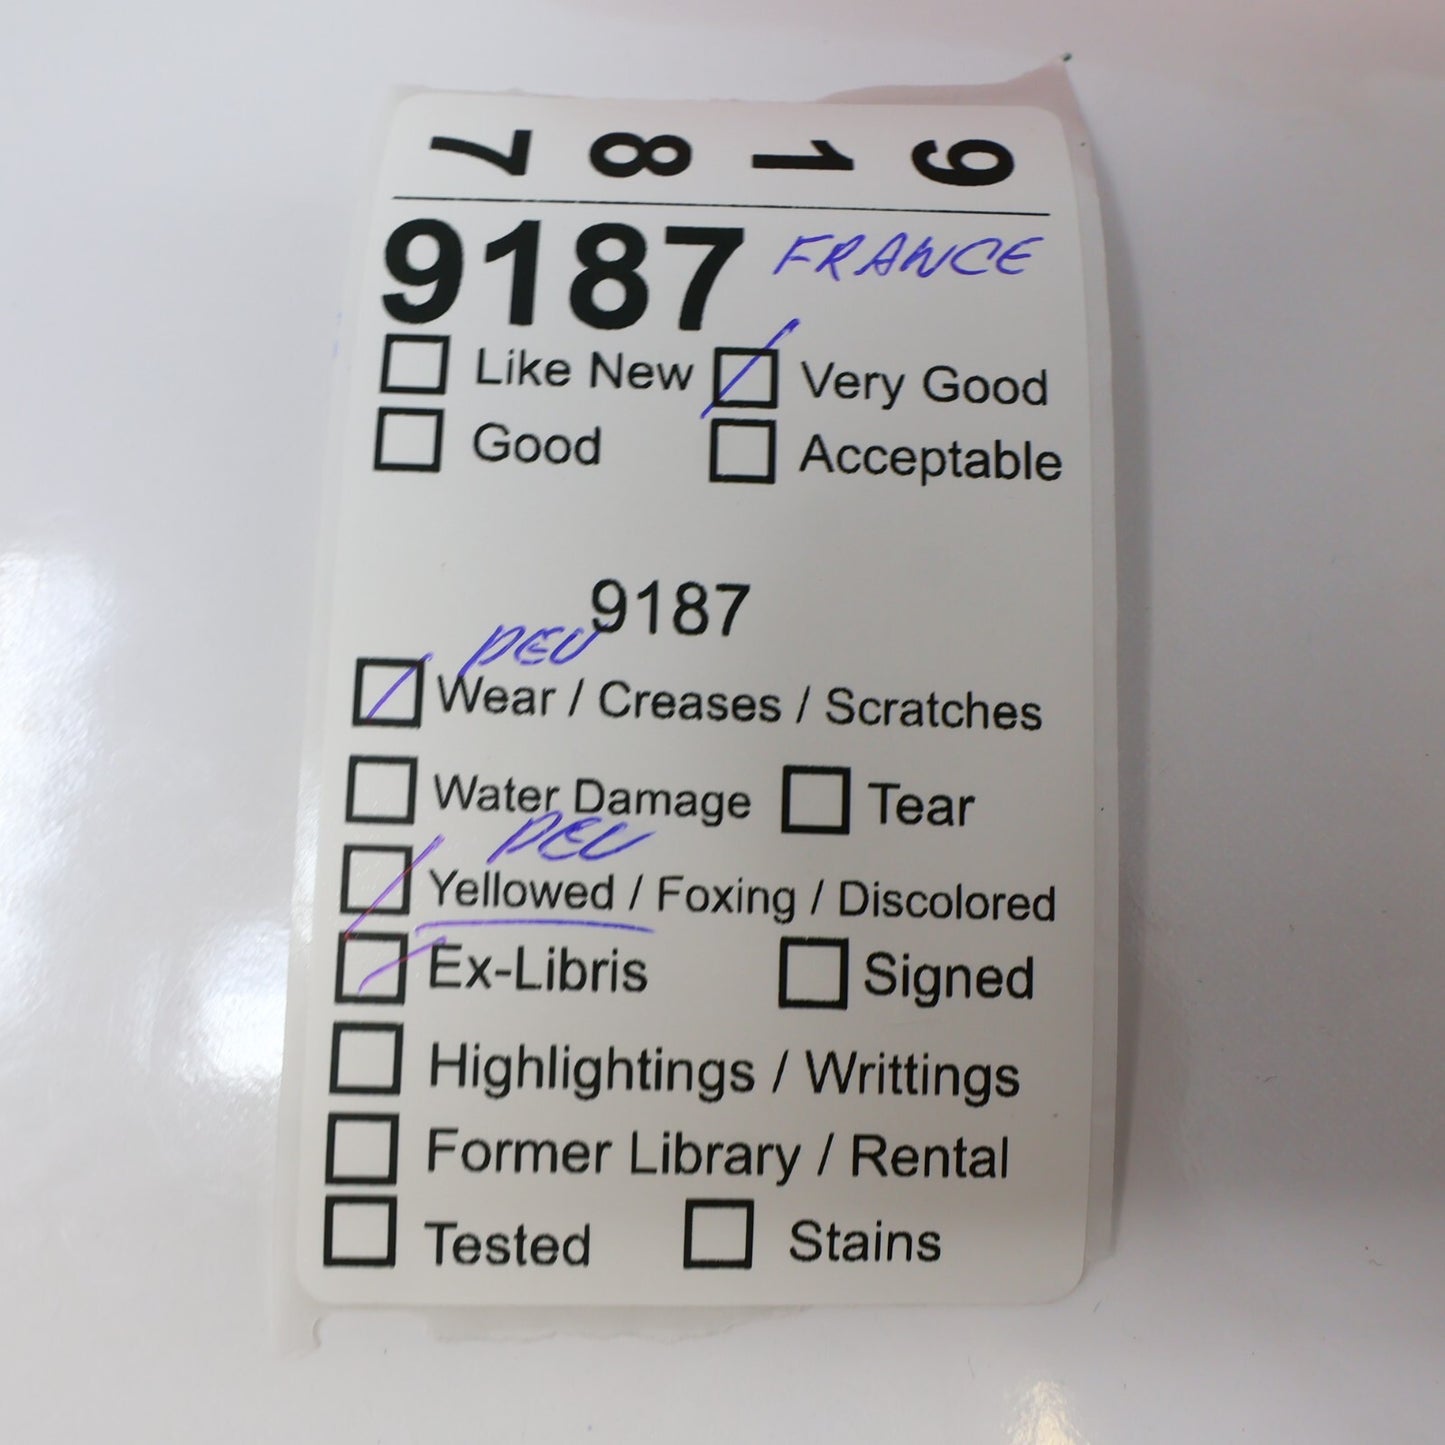 9 1 8 7
9187 FRANCE
Like New Very Good
Good Acceptable
9187
PEU
Wear / Creases / Scratches
Water Damage Tear
PEU
Yellowed / Foxing / Discolored
Ex-Libris Signed
Highlightings / Writtings
Former Library / Rental
Tested Stains